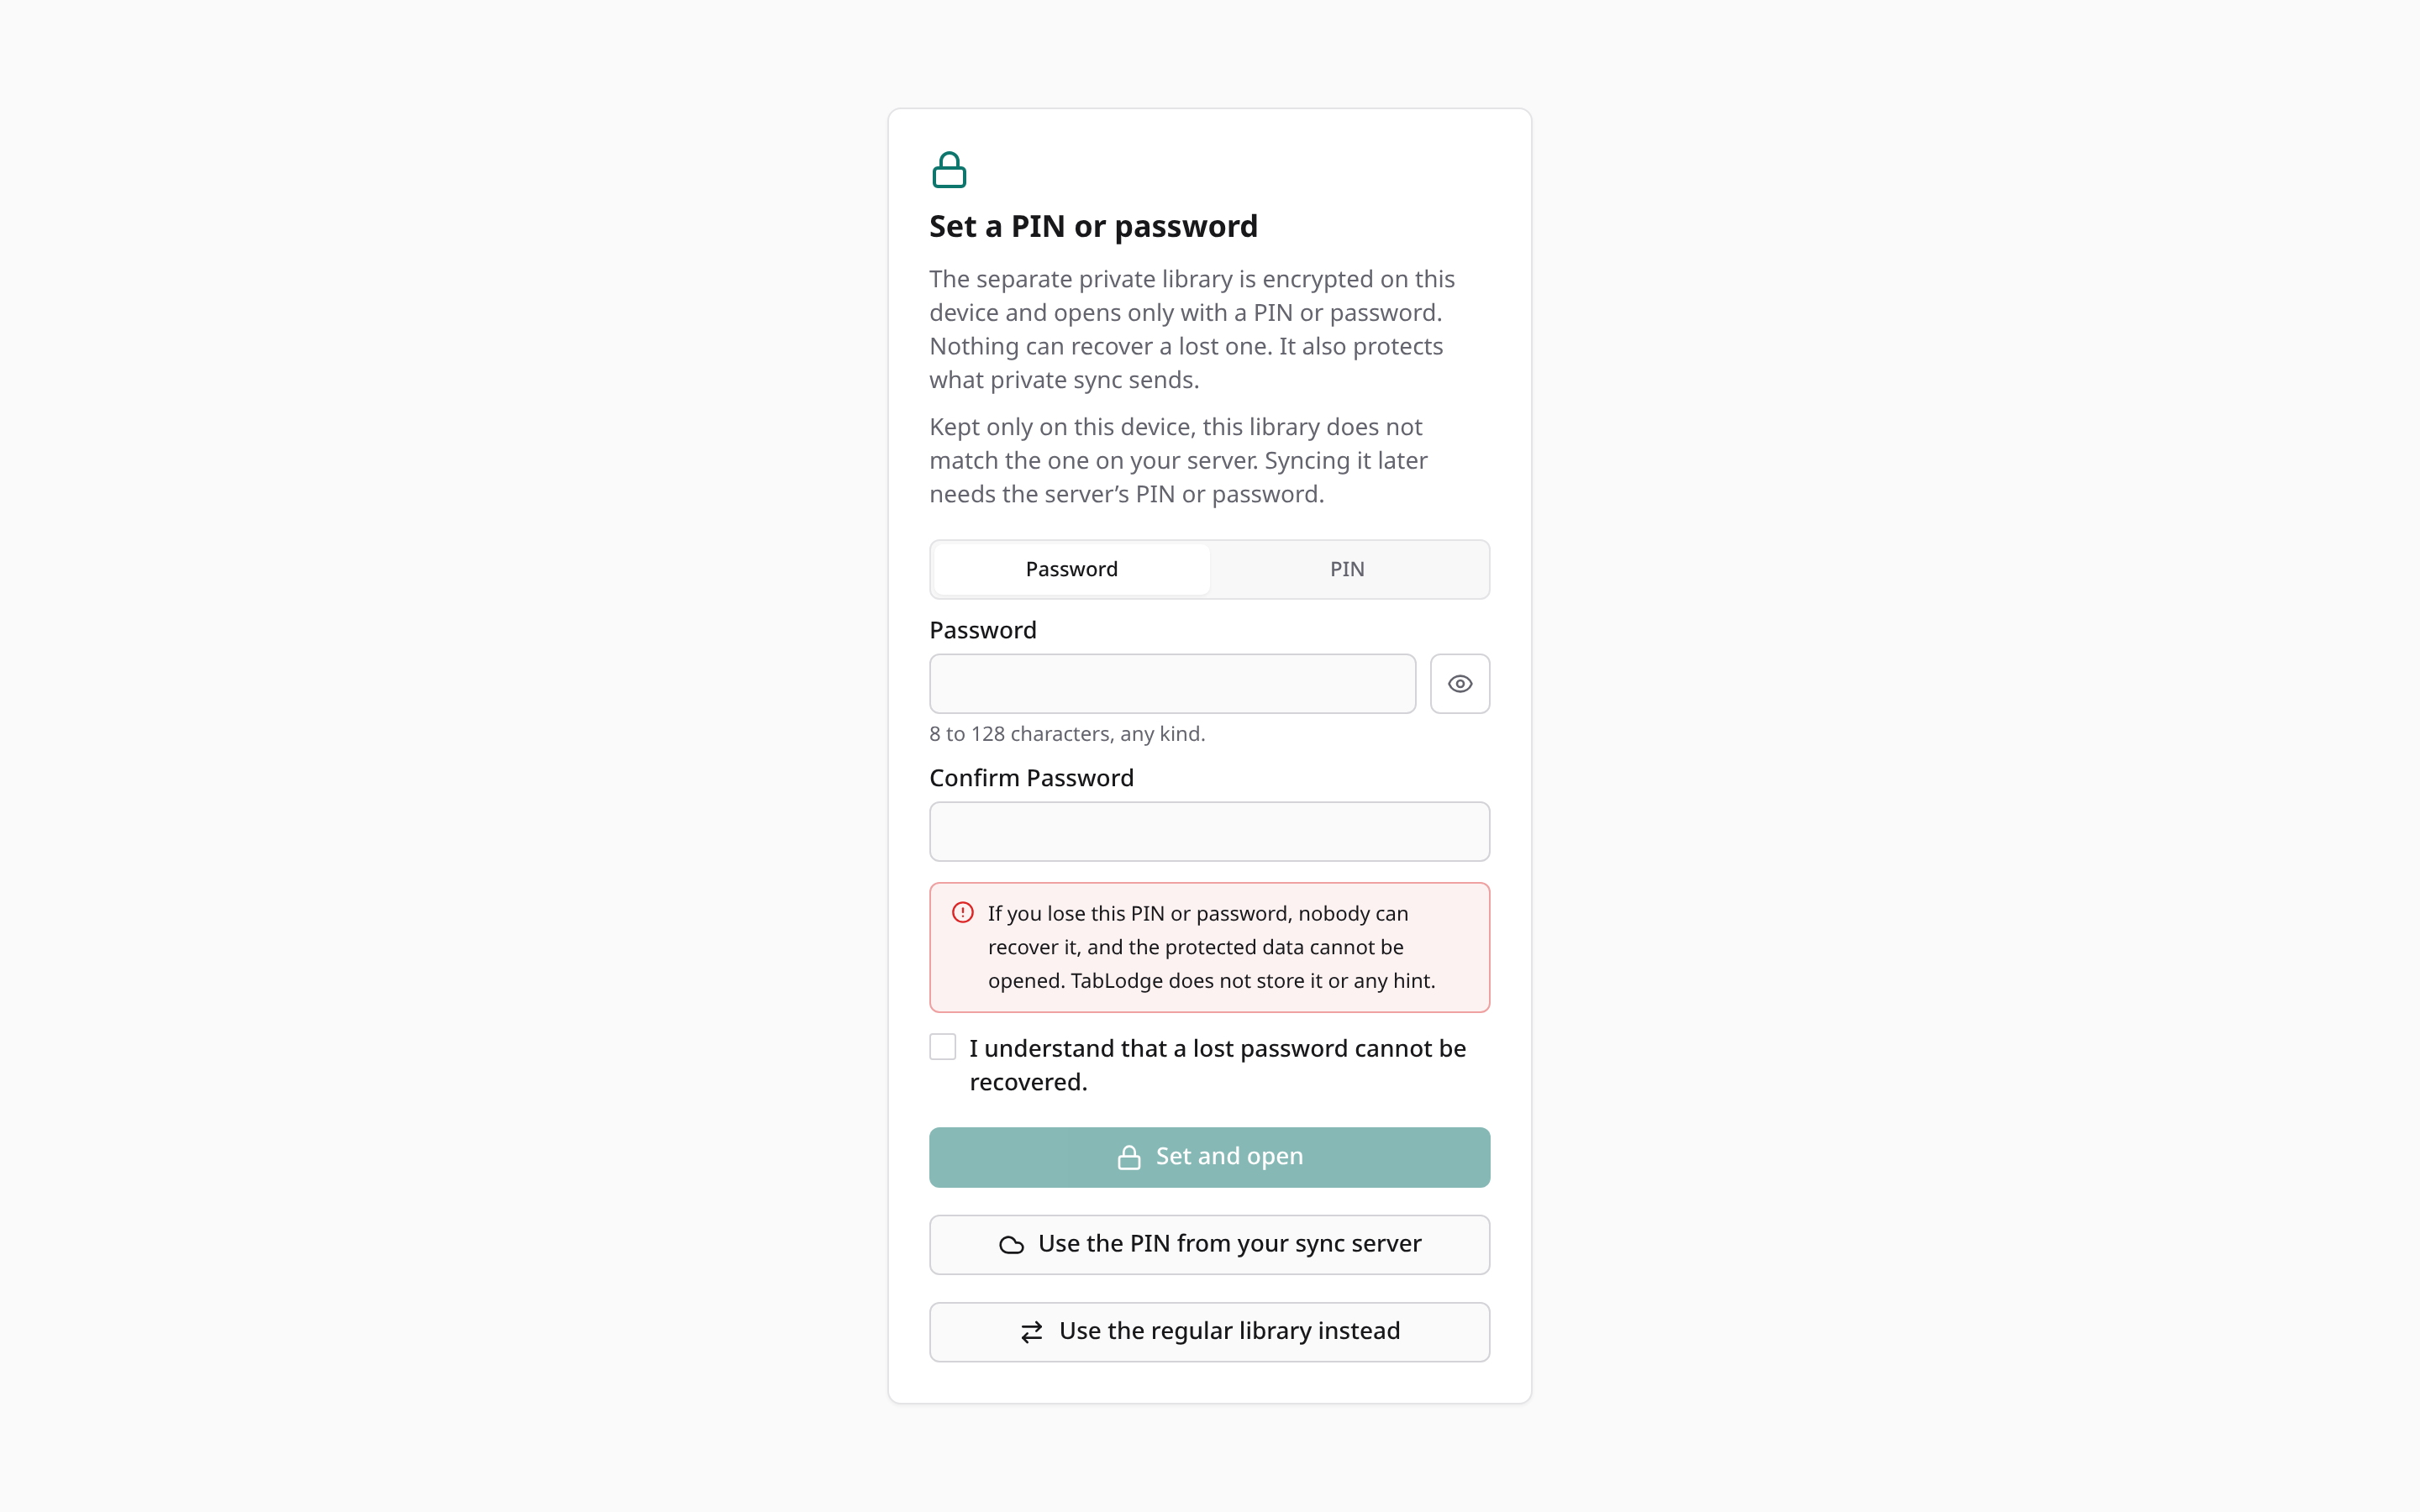 Set a PIN or password
The separate private library is encrypted on this
device and opens only with a PIN or password.
Nothing can recover a lost one. It also protects
what private sync sends.
Kept only on this device, this library does not
match the one on your server. Syncing it later
needs the server’s PIN or password.
Password PIN
Password
8 to 128 characters, any kind.
Confirm Password
If you lose this PIN or password, nobody can
recover it, and the protected data cannot be
opened. TabLodge does not store it or any hint.
I understand that a lost password cannot be
recovered.
Set and open
Use the PIN from your sync server
Use the regular library instead